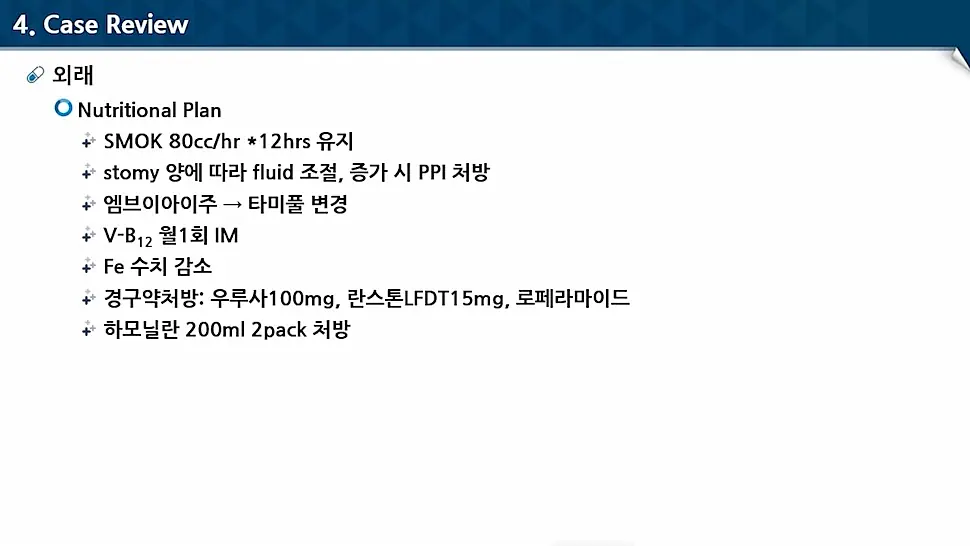 4. Case Review
외래
Nutritional Plan
SMOK 80cc/hr *12hrs 유지
stomy 양에 따라 fluid 조절, 증가 시 PPI 처방
엠브이아이주 → 타미풀 변경
V-B12 월1회 IM
Fe 수치 감소
경구약처방: 우루사100mg, 란스톤LFDT15mg, 로페라마이드
하모닐란 200ml 2pack 처방